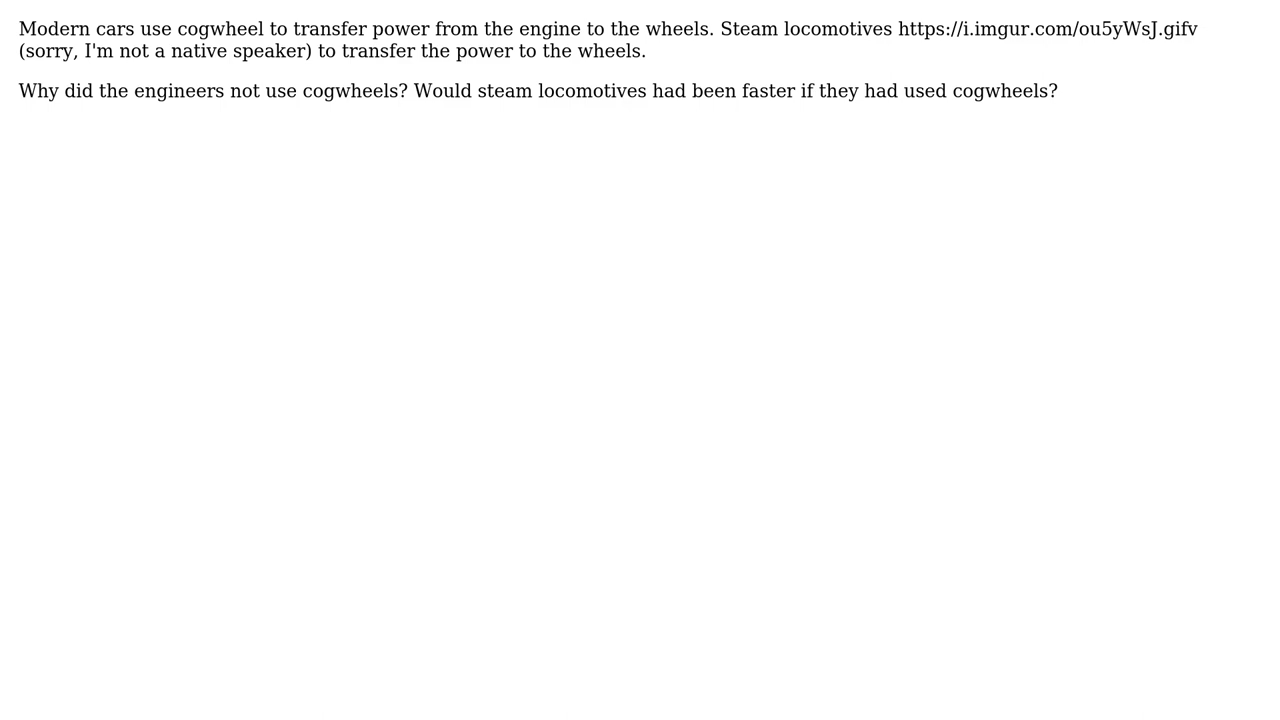 Modern cars use cogwheel to transfer power from the engine to the wheels. Steam locomotives https://i.imgur.com/ou5yWsJ.gifv
(sorry, I'm not a native speaker) to transfer the power to the wheels.
Why did the engineers not use cogwheels? Would steam locomotives had been faster if they had used cogwheels?